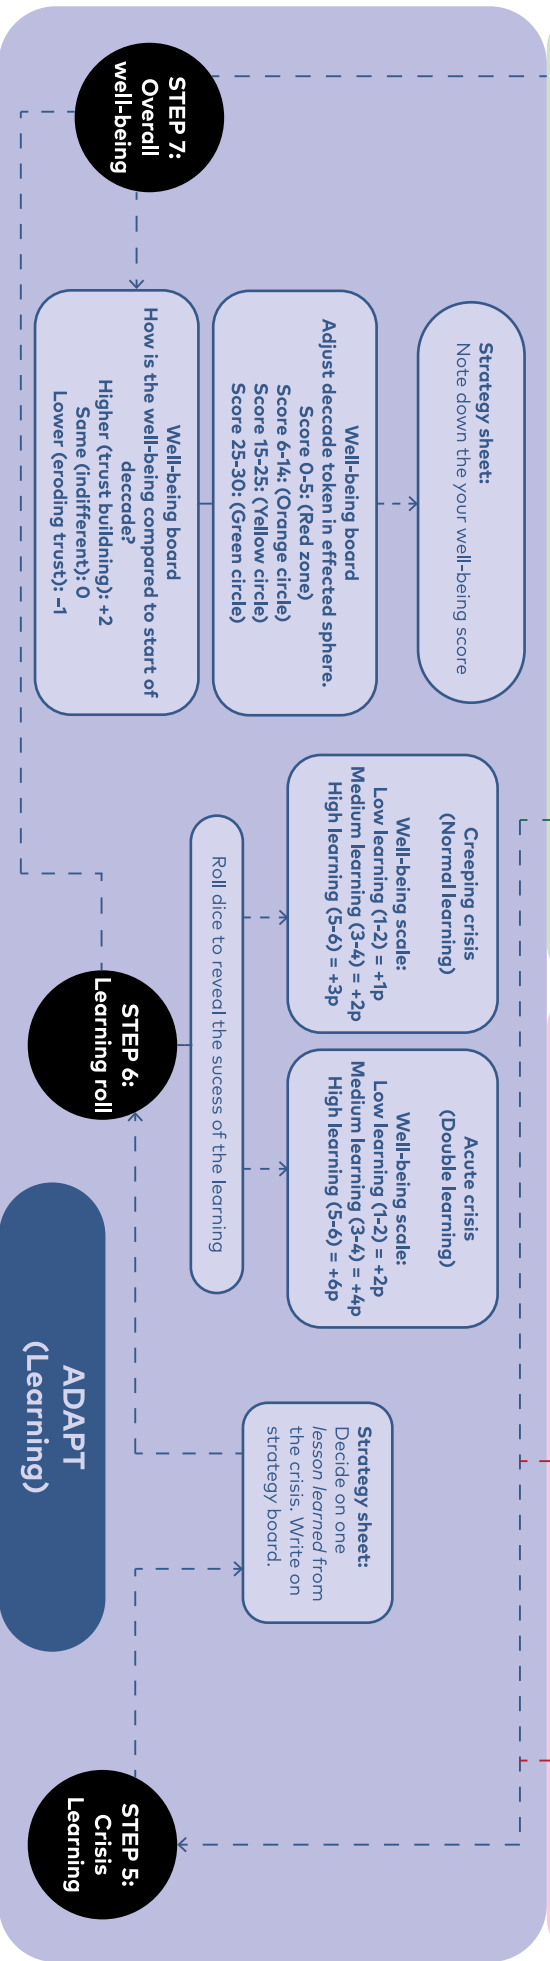 STEP 7:
Overall
well-being
Strategy sheet:
Note down the your well-being score
Well-being board
Adjust deccade token in effected sphere.
Score 0-5: (Red zone)
Score 6-14: (Orange circle)
Score 15-25: (Yellow circle)
Score 25-30: (Green circle)
Well-being board
How is the well-being compared to start of
deccade?
Higher (trust buildning): +2
Same (indifferent): 0
Lower (eroding trust): -1
Creeping crisis
(Normal learning)
Well-being scale:
Low learning (1-2) = +1p
Medium learning (3-4) = +2p
High learning (5-6) = +3p
Acute crisis
(Double learning)
Well-being scale:
Low learning (1-2) = +2p
Medium learning (3-4) = +4p
High learning (5-6) = +6p
Roll dice to reveal the sucess of the learning
STEP 6:
Learning roll
Strategy sheet:
Decide on one
lesson learned from
the crisis. Write on
strategy board.
ADAPT
(Learning)
STEP 5:
Crisis
Learning